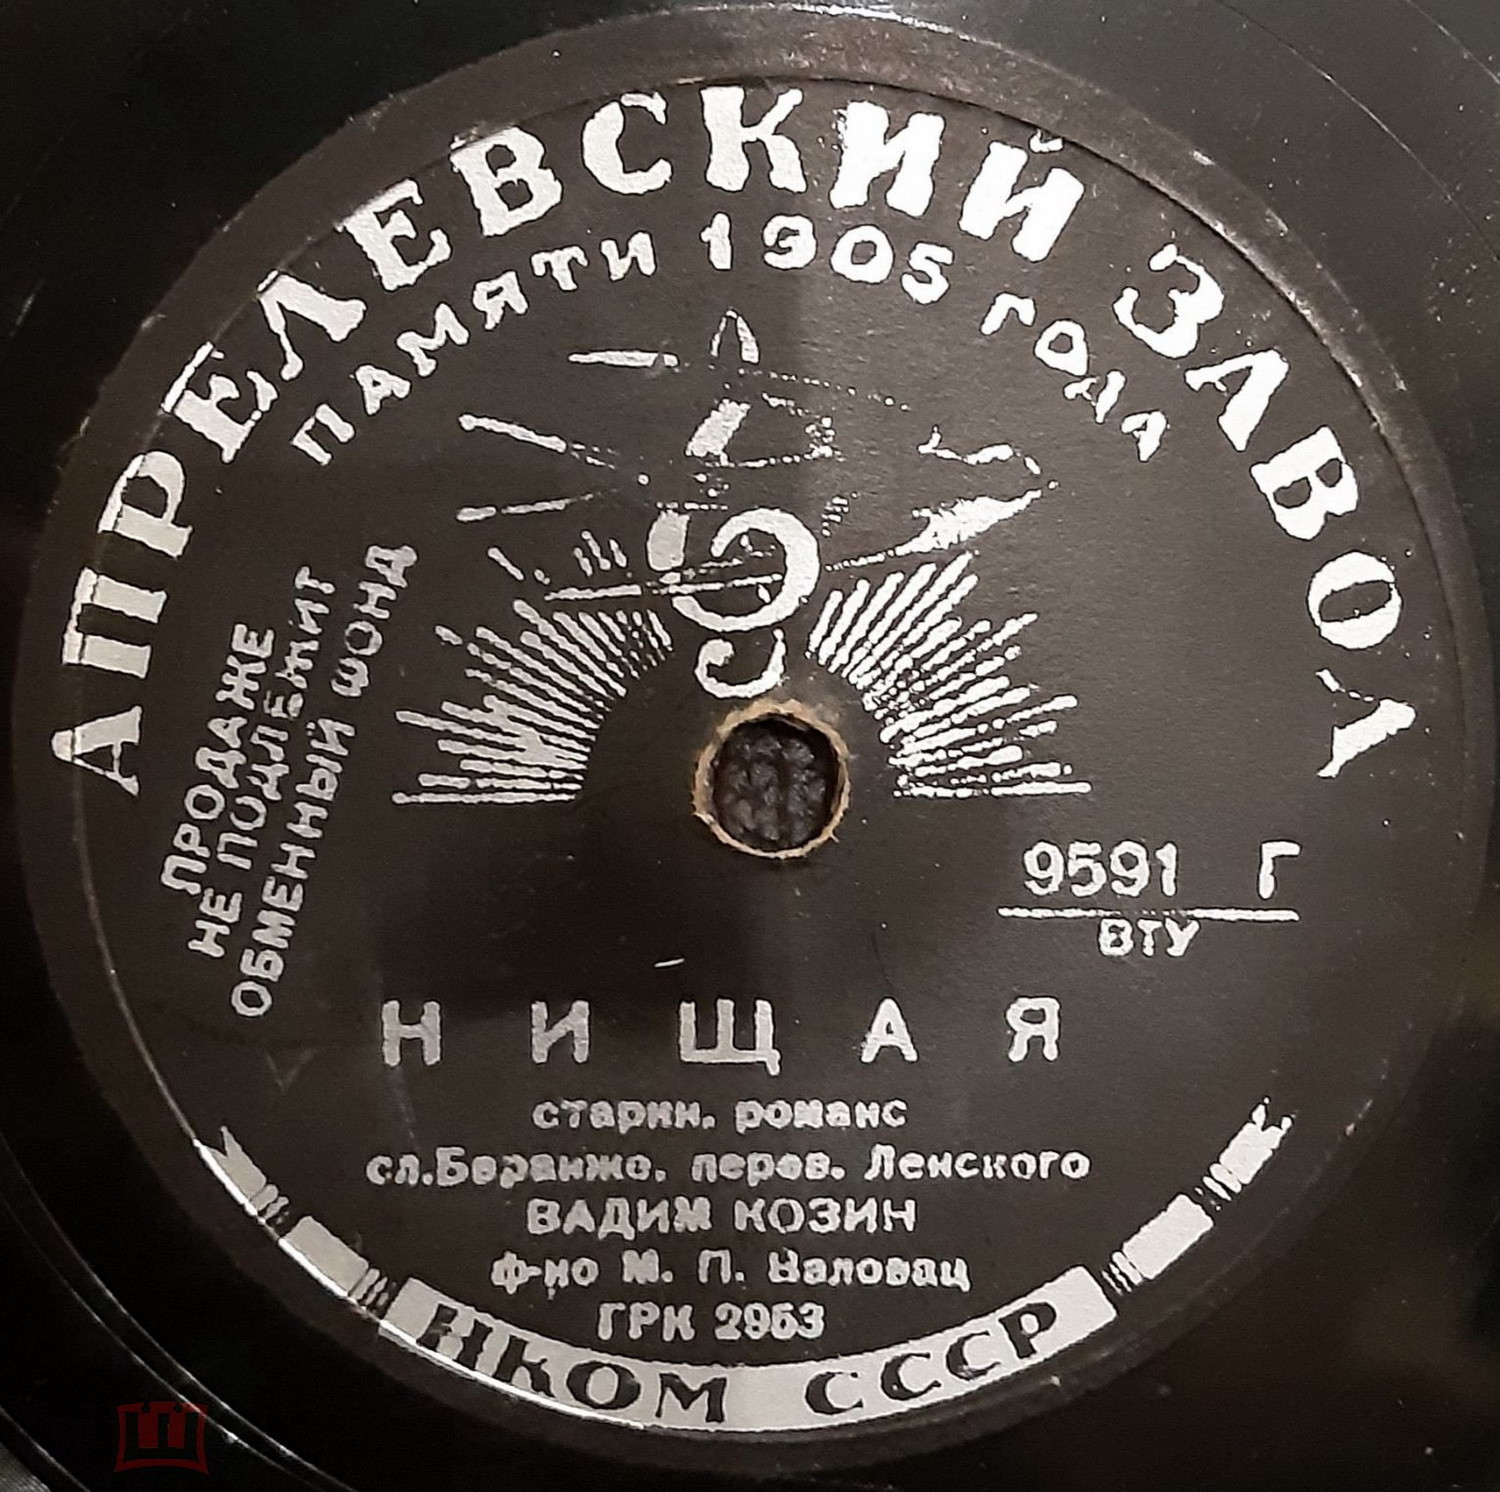 АПРЕЛЕВСКИЙ ЗАВОД
ПАМЯТИ 1905 ГОДА
ПРОДАЖЕ
НЕ ПОДЛЕЖИТ
ОБМЕННЫЙ ФОНД
9591 Г
ВТУ
НИЩАЯ
старин. романс
сл. Беранже. перев. Ленского
ВАДИМ КОЗИН
ф-но М. П. Валовац
ГРК 2953
ВКОМ СССР